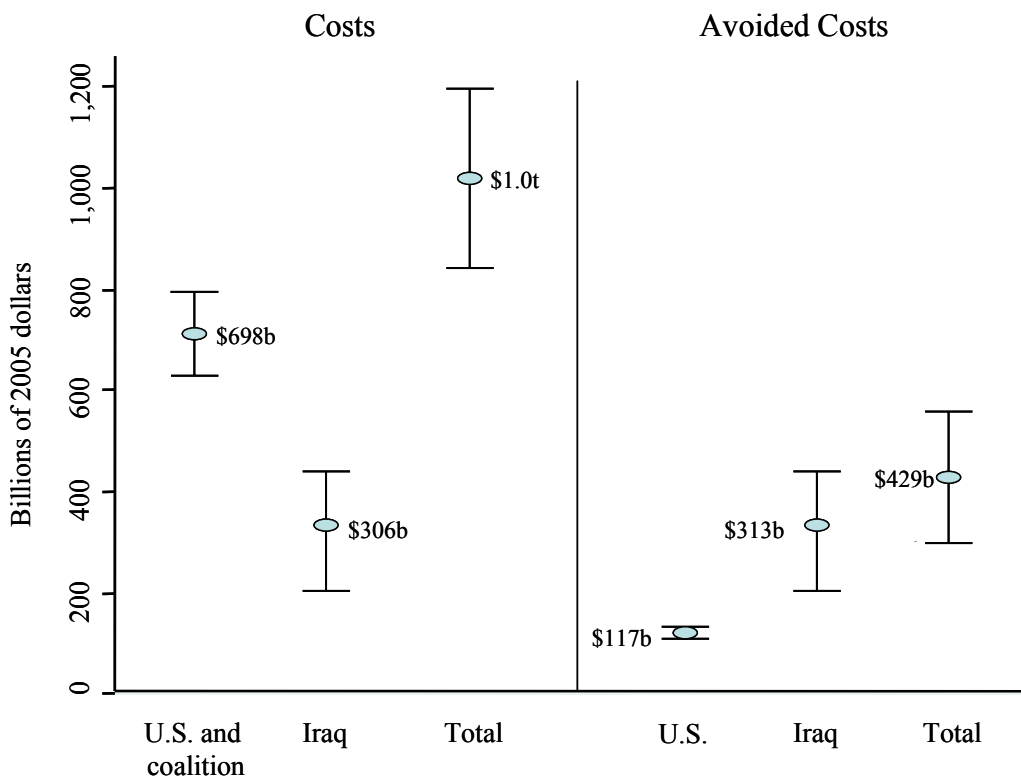 Costs
Avoided Costs
Billions of 2005 dollars
1,200
1,000
800
600
400
200
0
$698b
$306b
$1.0t
$117b
$313b
$429b
U.S. and
coalition
Iraq
Total
U.S.
Iraq
Total